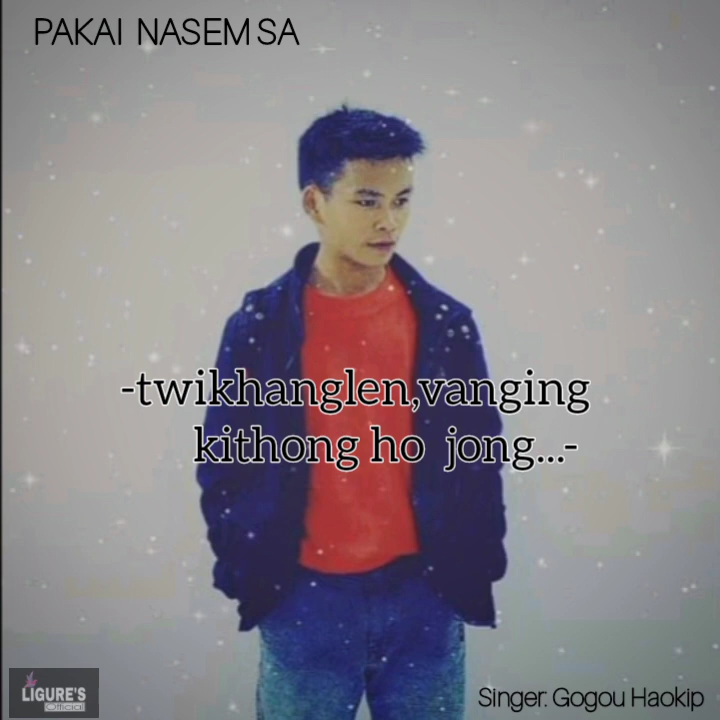 PAKAI NASEM SA
-twikhanglen,vanging
kithong ho jong...-
LIGURE'S
Official
Singer: Gogou Haokip